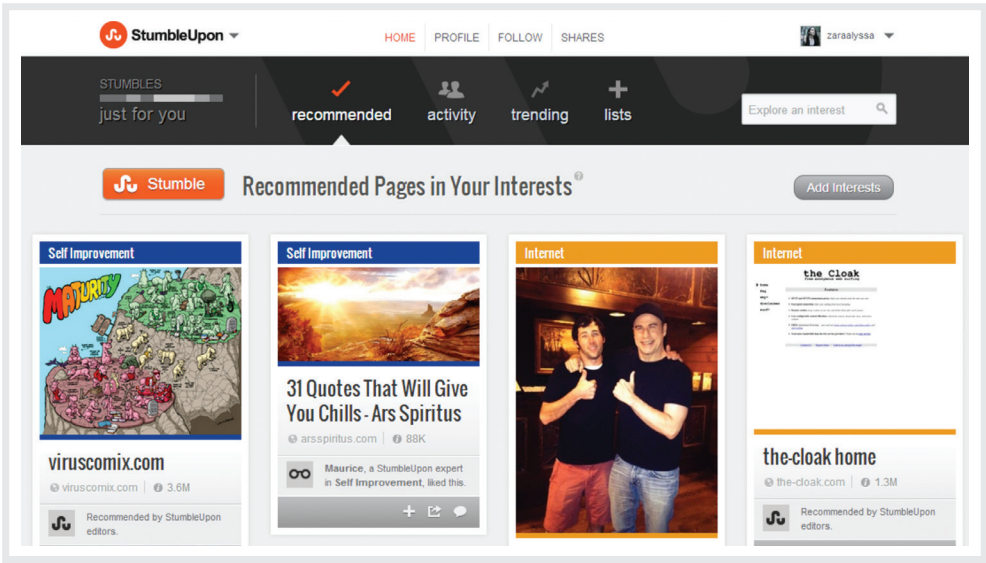 StumbleUpon
HOME PROFILE FOLLOW SHARES
zaraalyssa
STUMBLES
just for you
recommended activity trending lists
Explore an interest
Stumble
Recommended Pages in Your Interests
Add Interests
Self Improvement
MATURITY
viruscomix.com
viruscomix.com 3.6M
Recommended by StumbleUpon
editors.
Self Improvement
31 Quotes That Will Give
You Chills - Ars Spiritus
arsspiritus.com 88K
Maurice, a StumbleUpon expert
in Self Improvement, liked this.
Internet
Internet
the Cloak
the-cloak home
the-cloak.com 1.3M
Recommended by StumbleUpon
editors.